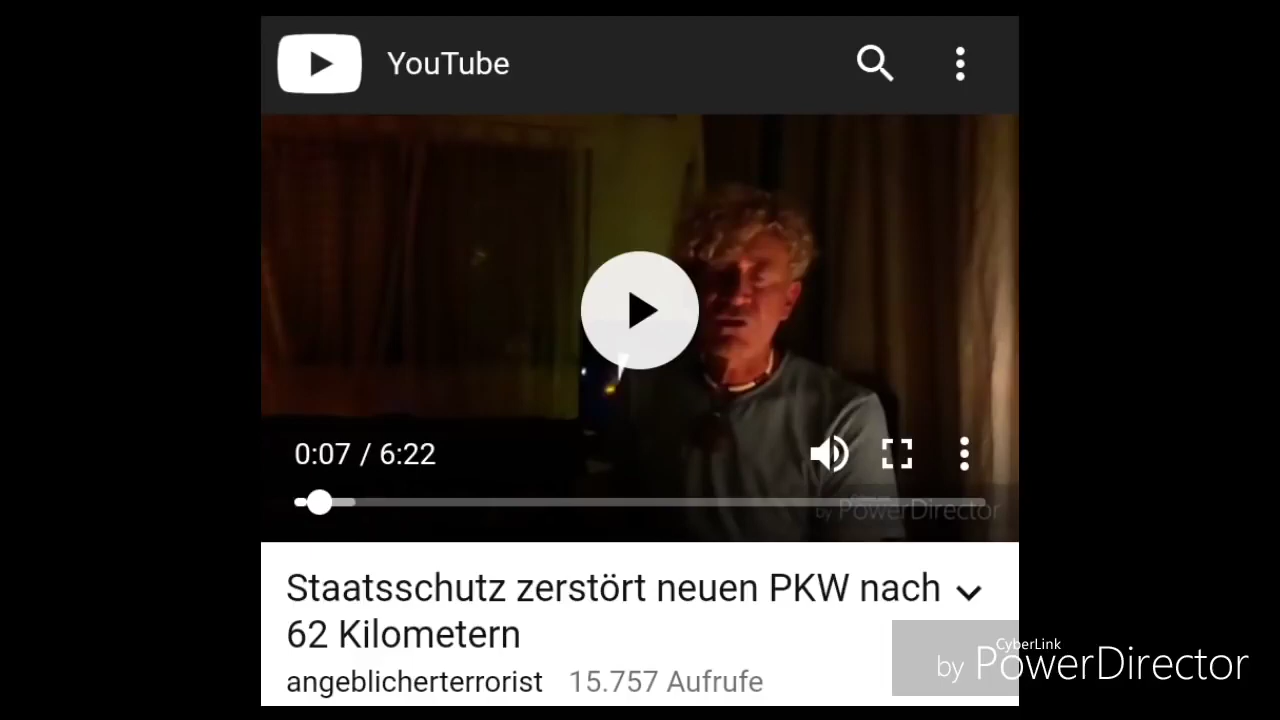 YouTube
0:07 / 6:22
by PowerDirector
Staatsschutz zerstört neuen PKW nach
62 Kilometern
angeblicherterrorist 15.757 Aufrufe
CyberLink
by PowerDirector